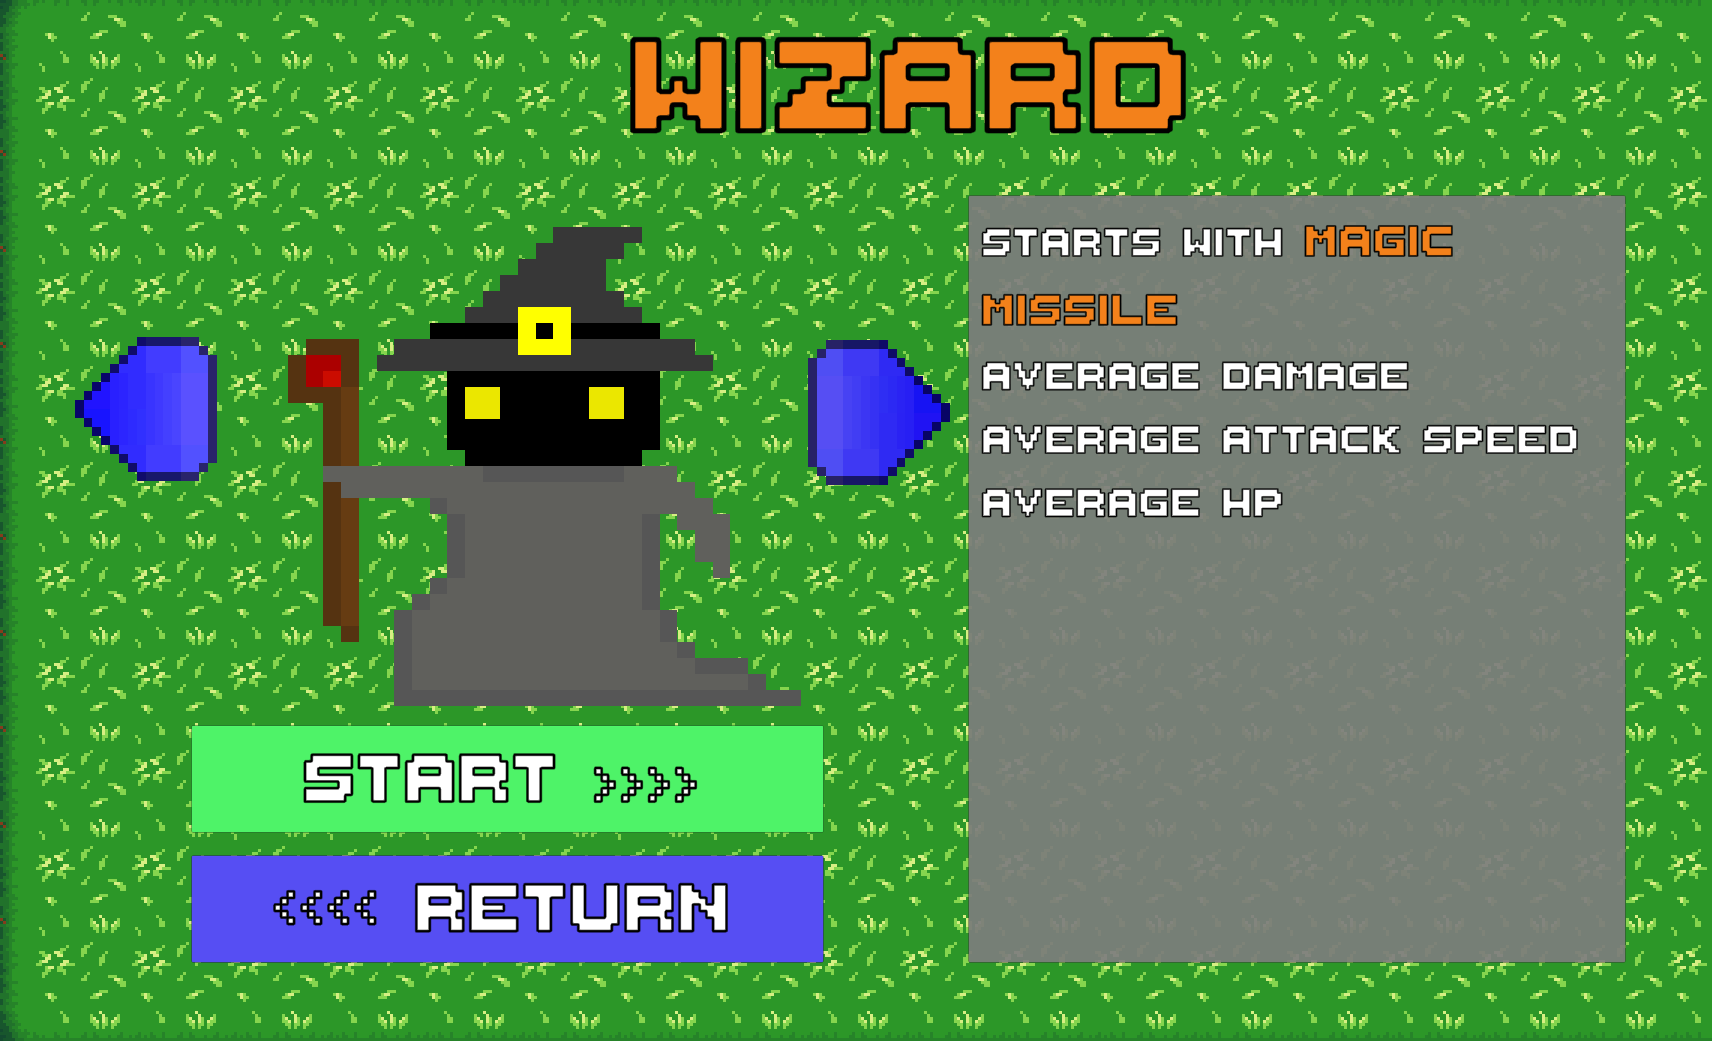 WIZARD
STARTS WITH MAGIC
MISSILE
AVERAGE DAMAGE
AVERAGE ATTACK SPEED
AVERAGE HP
START >>>>
<<<< RETURN